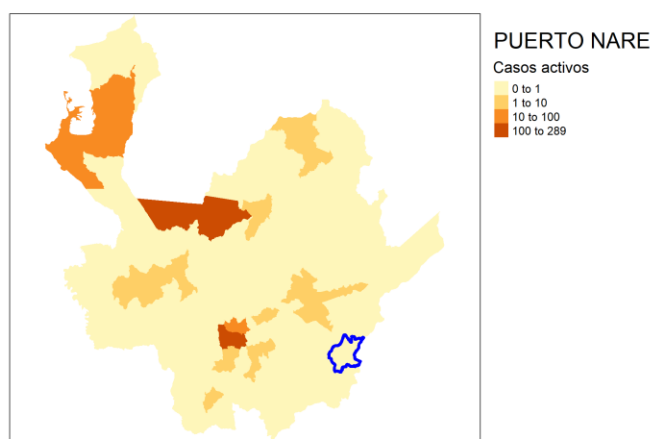 PUERTO NARE
Casos activos
0 to 1
1 to 10
10 to 100
100 to 289